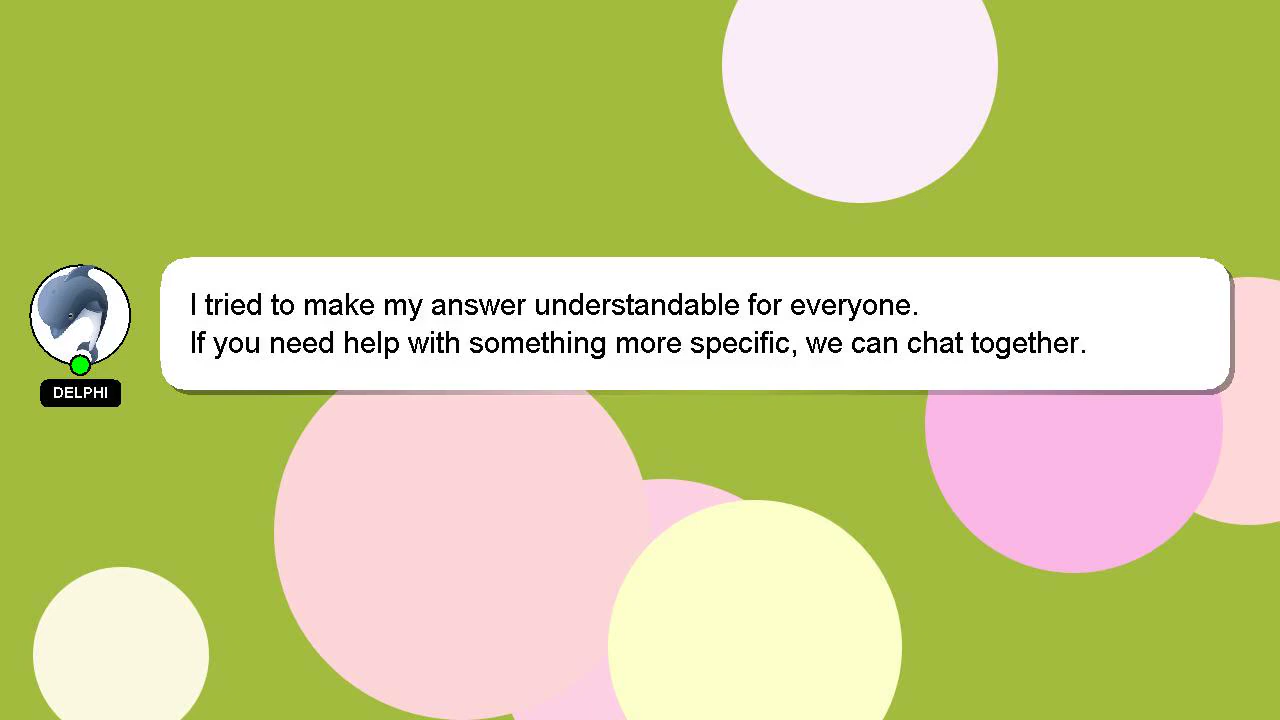 I tried to make my answer understandable for everyone.
If you need help with something more specific, we can chat together.
DELPHI